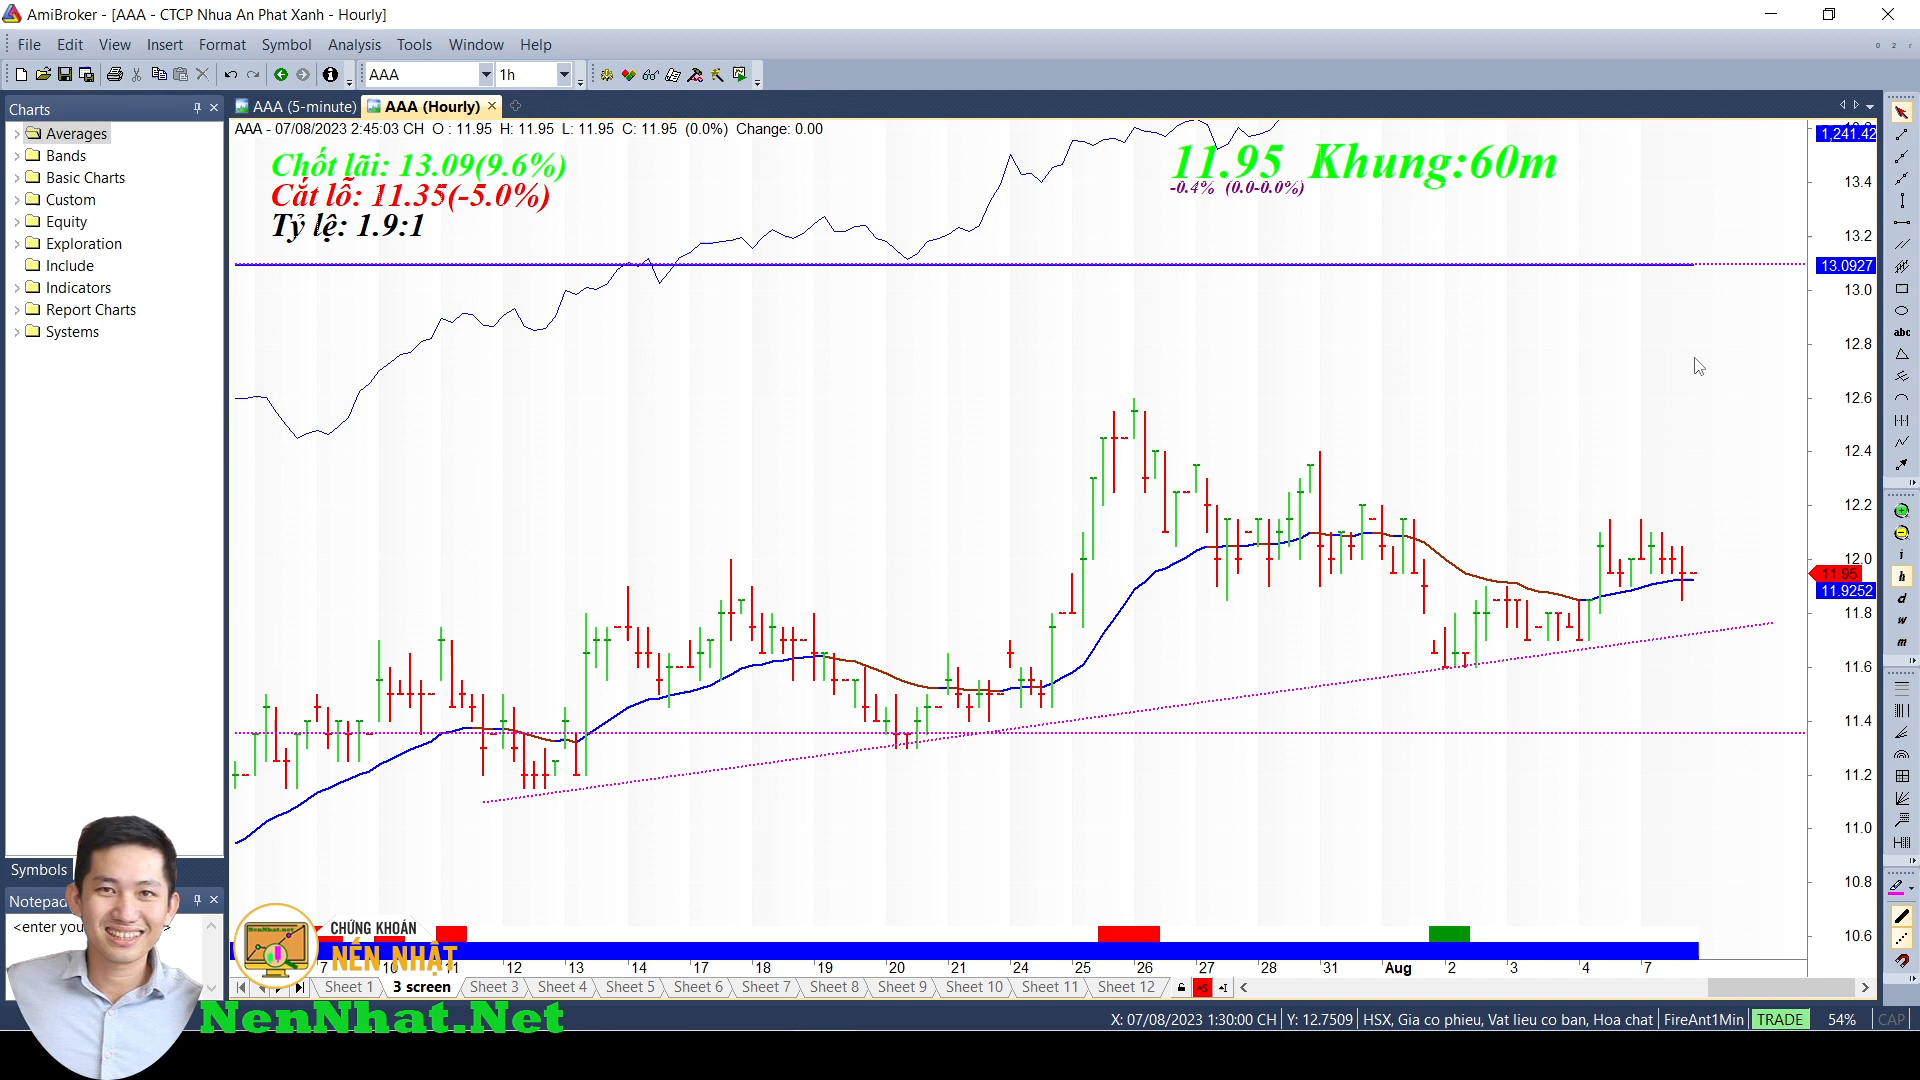 AmiBroker - [AAA - CTCP Nhua An Phat Xanh - Hourly]
File Edit View Insert Format Symbol Analysis Tools Window Help
AAA 1h
Charts
AAA (5-minute) AAA (Hourly)
Averages
Bands
Basic Charts
Custom
Equity
Exploration
Include
Indicators
Report Charts
Systems
Symbols
Notepad
<enter you >
AAA - 07/08/2023 2:45:03 CH O : 11.95 H: 11.95 L: 11.95 C: 11.95 (0.0%) Change: 0.00
Chốt lãi: 13.09(9.6%)
Cắt lỗ: 11.35(-5.0%)
Tỷ lệ: 1.9:1
11.95 Khung:60m
-0.4% (0.0-0.0%)
1,241.42
13.4
13.2
13.0927
13.0
12.8
12.6
12.4
12.2
12.0
11.95
11.9252
11.8
11.6
11.4
11.2
11.0
10.8
10.6
abc
i
h
d
w
m
NenNhat.net
CHỨNG KHOÁN
NẾN NHẬT
7 10 11 12 13 14 17 18 19 20 21 24 25 26 27 28 31 Aug 2 3 4 7
Sheet 1 3 screen Sheet 3 Sheet 4 Sheet 5 Sheet 6 Sheet 7 Sheet 8 Sheet 9 Sheet 10 Sheet 11 Sheet 12
NenNhat.Net
X: 07/08/2023 1:30:00 CH Y: 12.7509 HSX, Gia co phieu, Vat lieu co ban, Hoa chat FireAnt1Min TRADE 54% CAP